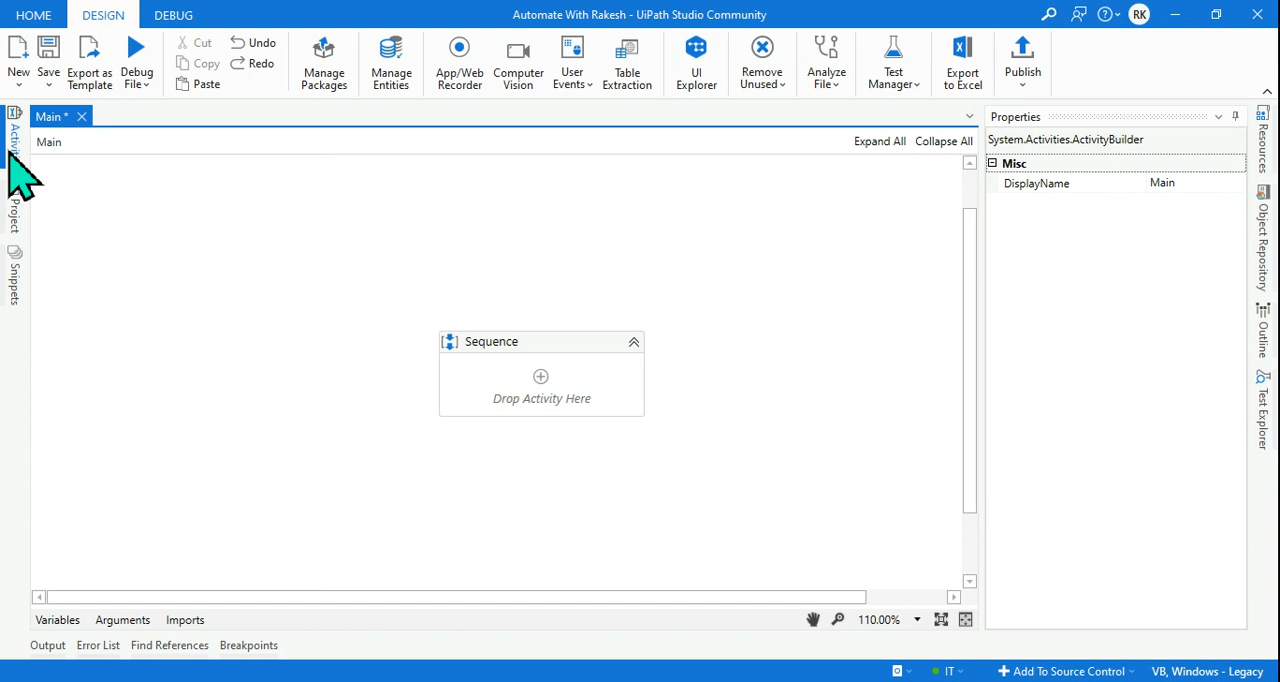 HOME DESIGN DEBUG Automate With Rakesh - UiPath Studio Community RK
New Save Export as Template Debug File Cut Copy Paste Undo Redo Manage Packages Manage Entities App/Web Recorder Computer Vision User Events Table Extraction UI Explorer Remove Unused Analyze File Test Manager Export to Excel Publish
Main *
Main Expand All Collapse All
Sequence
Drop Activity Here
Properties
System.Activities.ActivityBuilder
Misc
DisplayName Main
Project
Snippets
Resources
Object Repository
Outline
Test Explorer
Variables Arguments Imports 110.00%
Output Error List Find References Breakpoints
IT Add To Source Control VB, Windows - Legacy